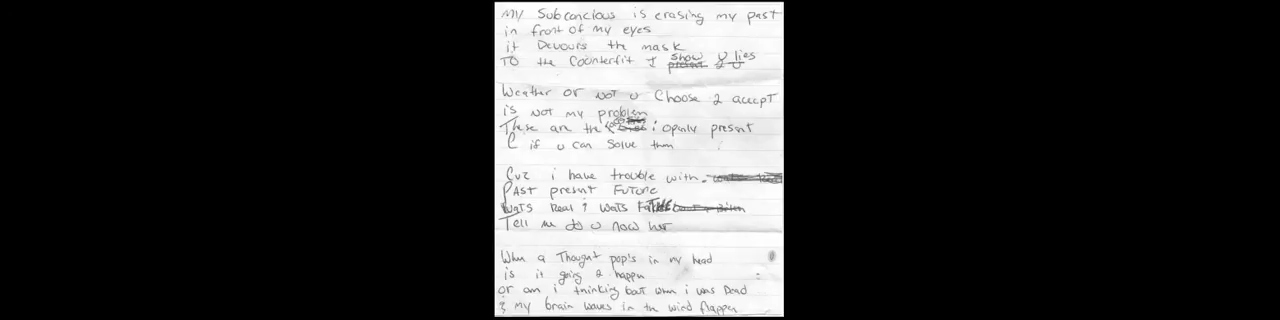 My Subconcious is erasing my past
in front of my eyes
it Devours the mask
TO the Counterfit I show U lies
Weather or NOT U Choose 2 accept
is NOT my problem
These are the i openly present
C if u can Solve them
Cuz i have trouble with
PAST present FUTURE
WATS Real & WATS FAKE
Tell me do u now her
When a Thought pop's in my head
is it going 2 happen
or am i thinking bout when i was Dead
& my brain waves in the wind flappen